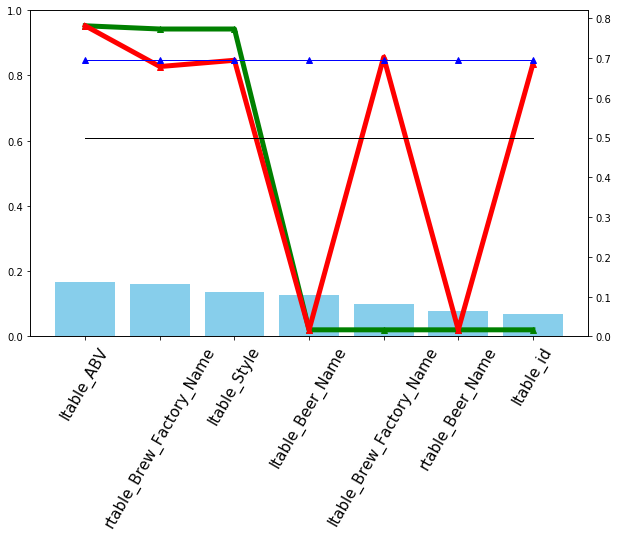 1.0
0.8
0.6
0.4
0.2
0.0
0.8
0.7
0.6
0.5
0.4
0.3
0.2
0.1
0.0
ltable_ABV
rtable_Brew_Factory_Name
ltable_Style
ltable_Beer_Name
ltable_Brew_Factory_Name
rtable_Beer_Name
ltable_id